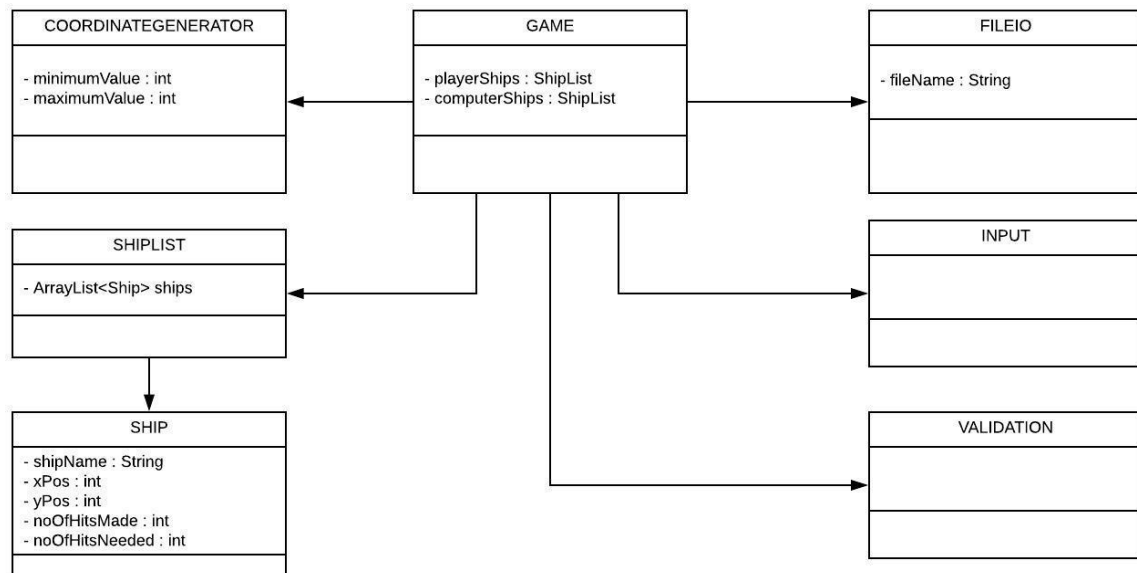 COORDINATEGENERATOR
- minimumValue : int
- maximumValue : int
GAME
- playerShips : ShipList
- computerShips : ShipList
FILEIO
- fileName : String
SHIPLIST
- ArrayList<Ship> ships
INPUT
SHIP
- shipName : String
- xPos : int
- yPos : int
- noOfHitsMade : int
- noOfHitsNeeded : int
VALIDATION